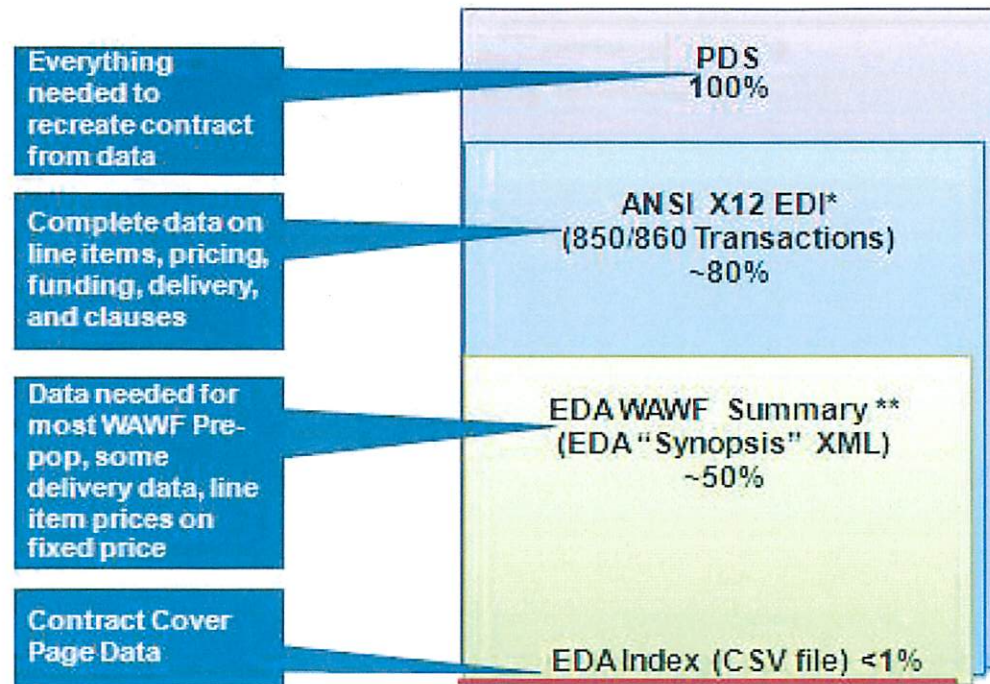 Everything
needed to
recreate contract
from data
PDS
100%
Complete data on
line items, pricing,
funding, delivery,
and clauses
ANSI X12 EDI*
(850/860 Transactions)
~80%
Data needed for
most WAWF Pre-
pop, some
delivery data, line
item prices on
fixed price
EDA WAWF Summary **
(EDA "Synopsis" XML)
~50%
Contract Cover
Page Data
EDA Index (CSV file) <1%